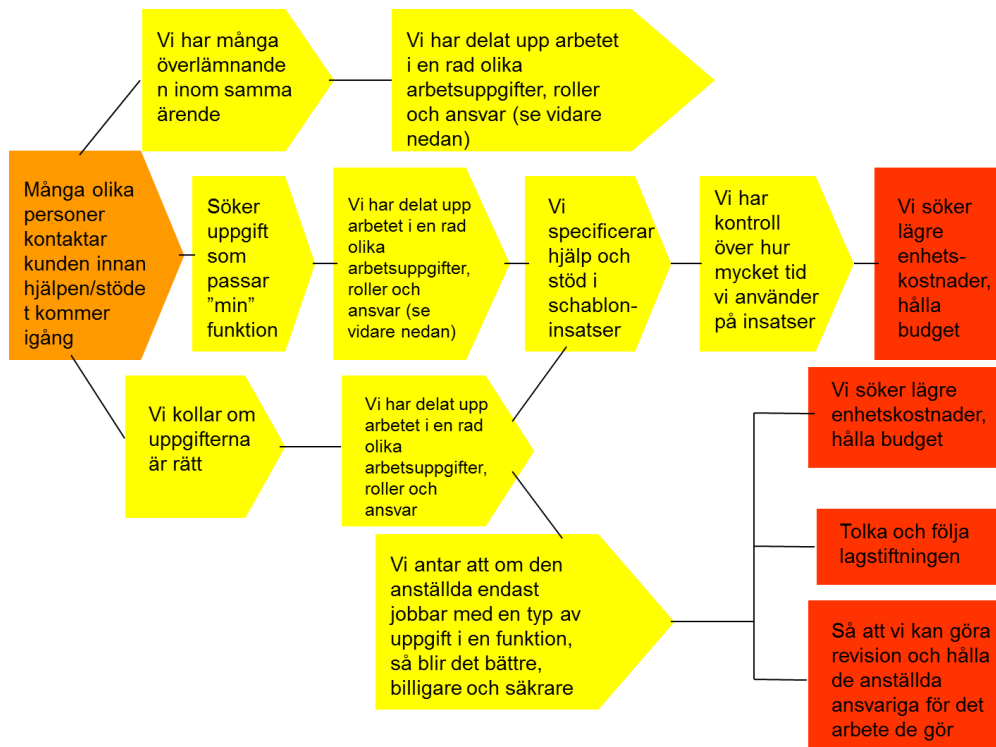 Vi har många
överlämnande
n inom samma
ärende
Vi har delat upp arbetet
i en rad olika
arbetsuppgifter, roller
och ansvar (se vidare
nedan)
Många olika
personer
kontaktar
kunden innan
hjälpen/stöde
t kommer
igång
Söker
uppgift
som
passar
”min”
funktion
Vi har delat upp
arbetet i en rad
olika
arbetsuppgifter,
roller och
ansvar (se
vidare nedan)
Vi
specificerar
hjälp och
stöd i
schablon-
insatser
Vi har
kontroll
över hur
mycket tid
vi använder
på insatser
Vi söker
lägre
enhets-
kostnader,
hålla
budget
Vi kollar om
uppgifterna
är rätt
Vi har delat upp
arbetet i en rad
olika
arbetsuppgifter,
roller och
ansvar
Vi antar att om den
anställda endast
jobbar med en typ av
uppgift i en funktion,
så blir det bättre,
billigare och säkrare
Vi söker lägre
enhetskostnader,
hålla budget
Tolka och följa
lagstiftningen
Så att vi kan göra
revision och hålla
de anställda
ansvariga för det
arbete de gör